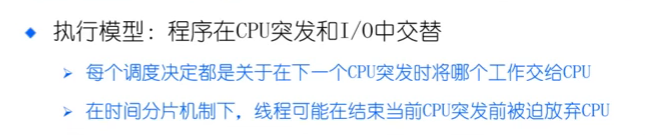 执行模型：程序在CPU突发和I/O中交替
每个调度决定都是关于在下一个CPU突发时将哪个工作交给CPU
在时间分片机制下，线程可能在结束当前CPU突发前被迫放弃CPU